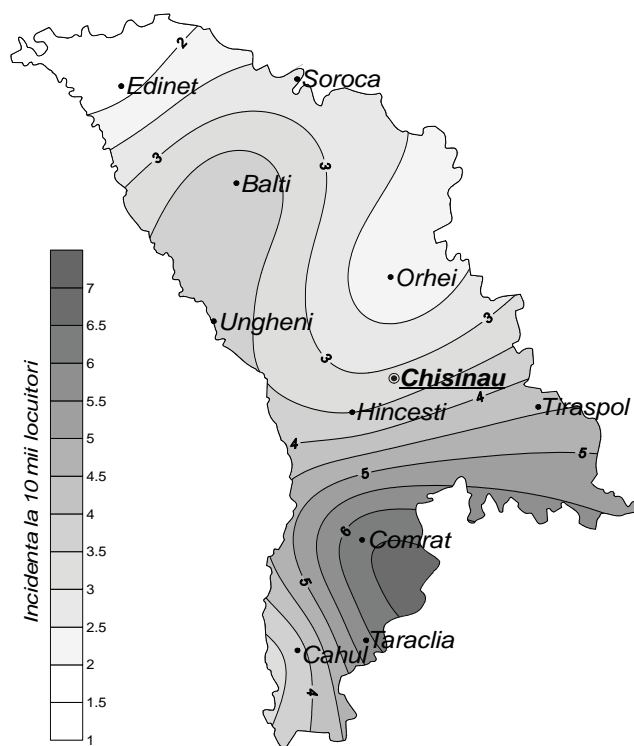 2
Edinet
Soroca
3
3
Balti
Orhei
Ungheni
3
3
Chisinau
Hincesti
4
Tiraspol
4
5
5
6
Comrat
5
Taraclia
Cahul
4
Incidenta la 10 mii locuitori
7
6.5
6
5.5
5
4.5
4
3.5
3
2.5
2
1.5
1